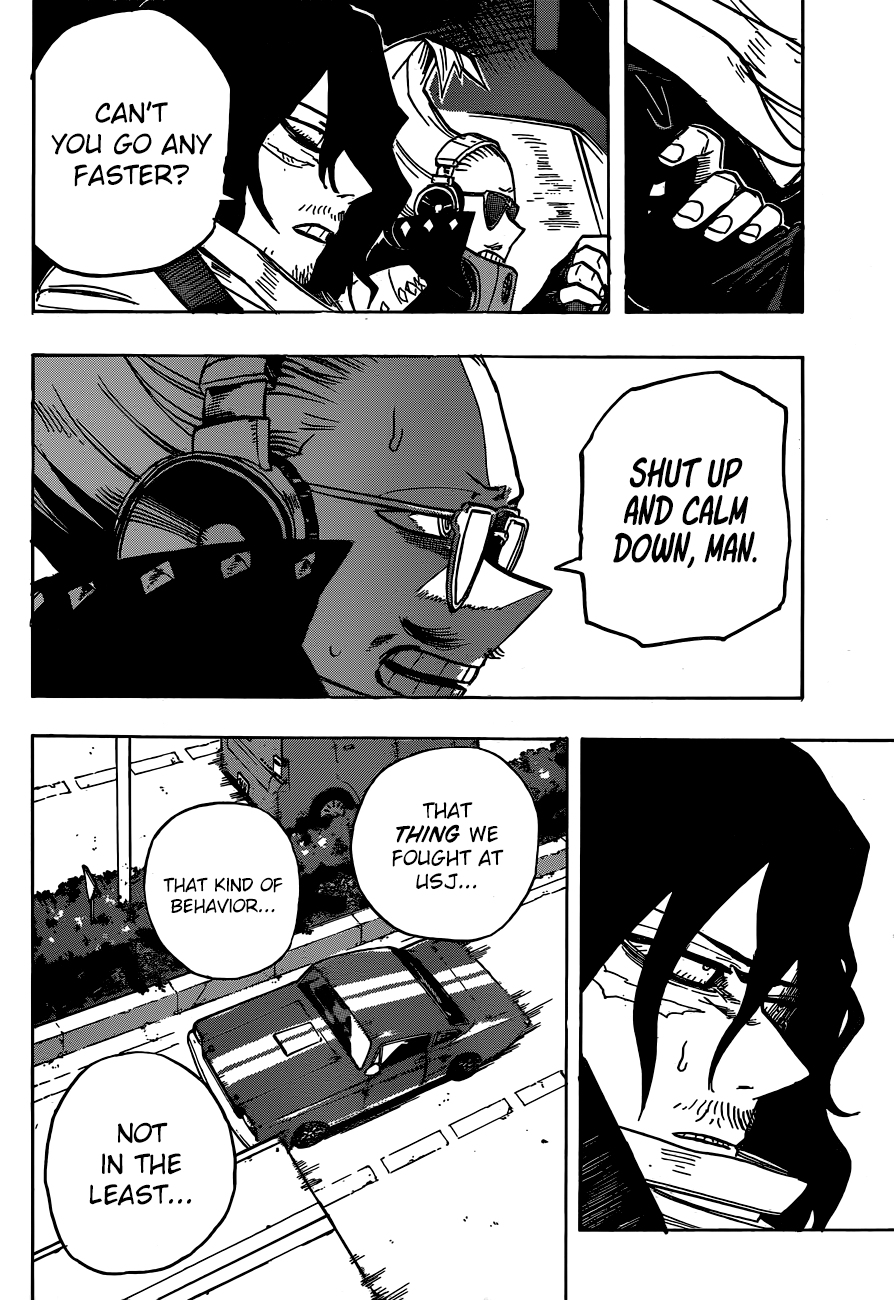 CAN'T
YOU GO ANY
FASTER?
SHUT UP
AND CALM
DOWN, MAN.
THAT
THING WE
FOUGHT AT
USJ...
THAT KIND OF
BEHAVIOR...
NOT
IN THE
LEAST...